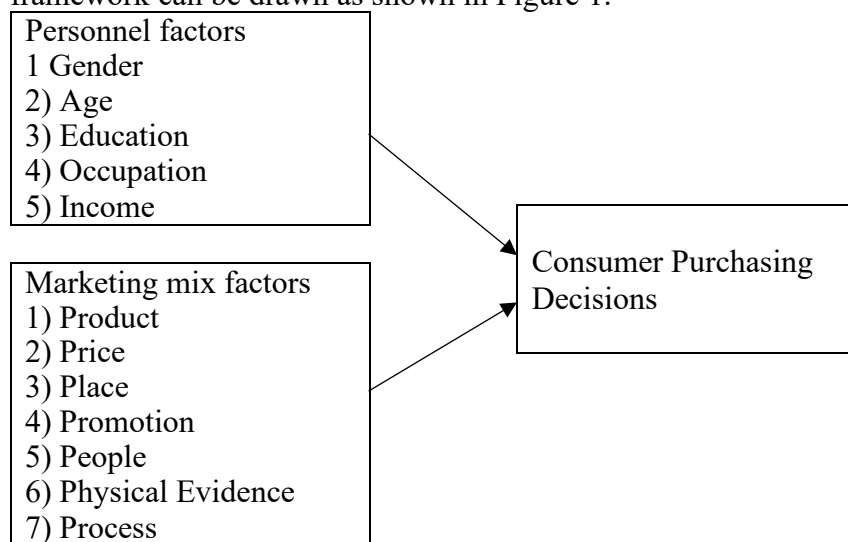 framework can be drawn as shown in Figure 1.
Personnel factors
1 Gender
2) Age
3) Education
4) Occupation
5) Income
Marketing mix factors
1) Product
2) Price
3) Place
4) Promotion
5) People
6) Physical Evidence
7) Process
Consumer Purchasing
Decisions